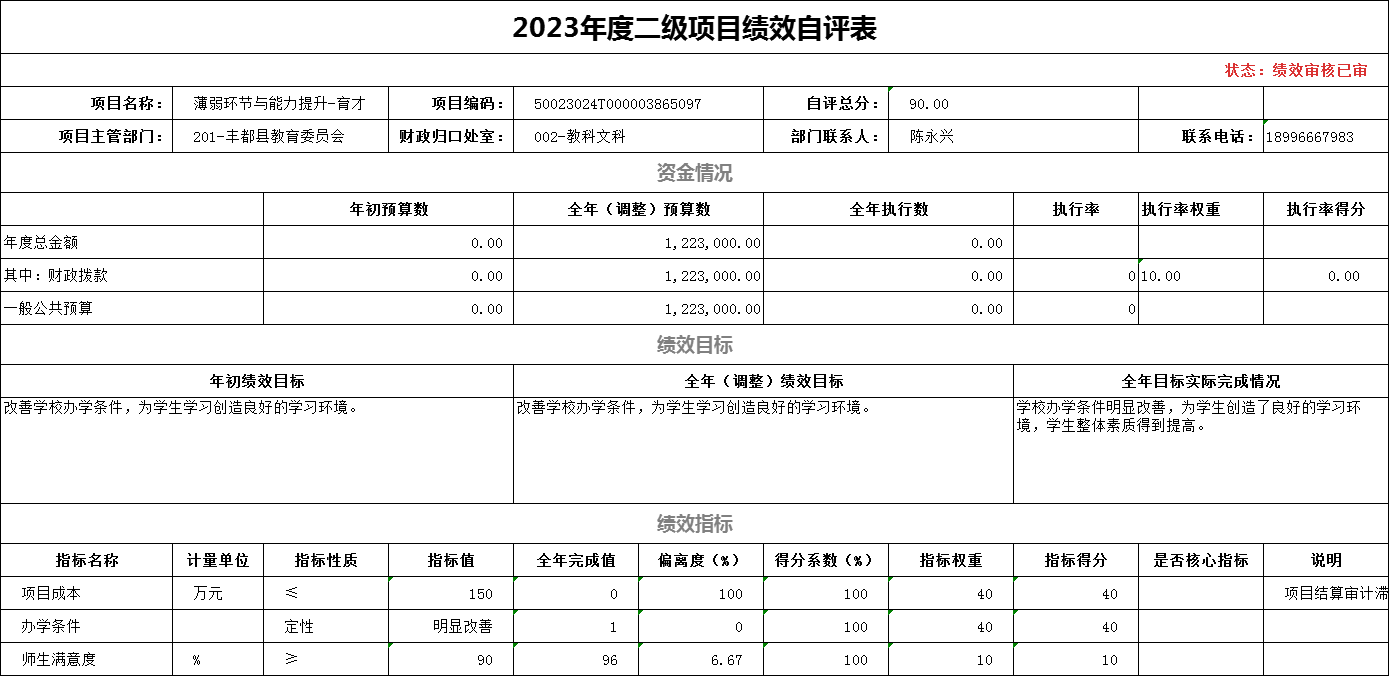 2023年度二级项目绩效自评表
状态：绩效审核已审
项目名称： 薄弱环节与能力提升-育才 项目编码： 50023024T000003865097 自评总分： 90.00
项目主管部门： 201-丰都县教育委员会 财政归口处室： 002-教科文科 部门联系人： 陈永兴 联系电话： 18996667983
资金情况
年初预算数 全年（调整）预算数 全年执行数 执行率 执行率权重 执行率得分
年度总金额 0.00 1,223,000.00 0.00
其中：财政拨款 0.00 1,223,000.00 0.00 0 10.00 0.00
一般公共预算 0.00 1,223,000.00 0.00 0
绩效目标
年初绩效目标 全年（调整）绩效目标 全年目标实际完成情况
改善学校办学条件，为学生学习创造良好的学习环境。 改善学校办学条件，为学生学习创造良好的学习环境。 学校办学条件明显改善，为学生创造了良好的学习环
境，学生整体素质得到提高。
绩效指标
指标名称 计量单位 指标性质 指标值 全年完成值 偏离度（%） 得分系数（%） 指标权重 指标得分 是否核心指标 说明
项目成本 万元 ≤ 150 0 100 100 40 40 项目结算审计滞
办学条件 定性 明显改善 1 0 100 40 40
师生满意度 % ≥ 90 96 6.67 100 10 10